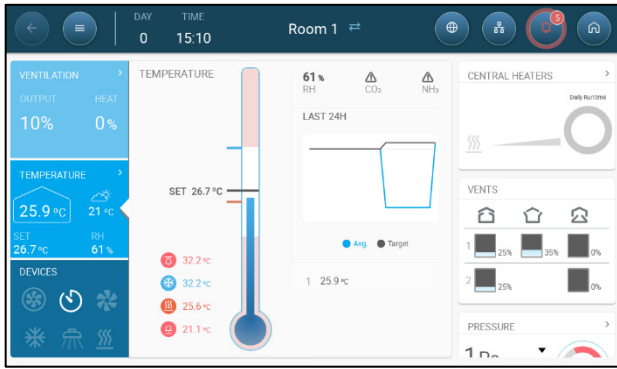 DAY TIME
0 15:10
Room 1
5
VENTILATION
OUTPUT HEAT
10% 0%
TEMPERATURE
25.9 °C 21 °C
SET RH
26.7 °C 61 %
DEVICES
TEMPERATURE
SET 26.7 °C
32.2 °C
32.2 °C
25.6 °C
21.1 °C
61 %
RH CO₂ NH₃
LAST 24H
Avg. Target
1 25.9 °C
CENTRAL HEATERS
Daily Runtime
VENTS
1 25% 35% 0%
2 25% 0%
PRESSURE